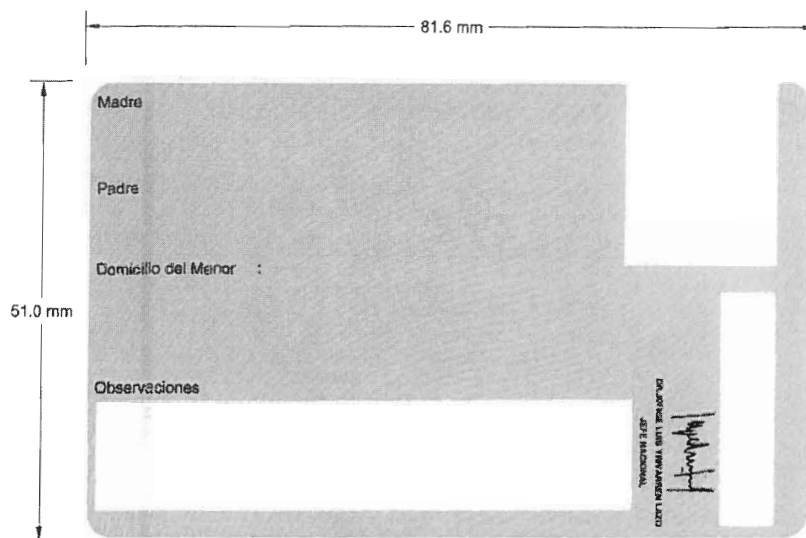 81.6 mm
Madre
Padre
Domicilio del Menor :
51.0 mm
Observaciones
JEFE NACIONAL